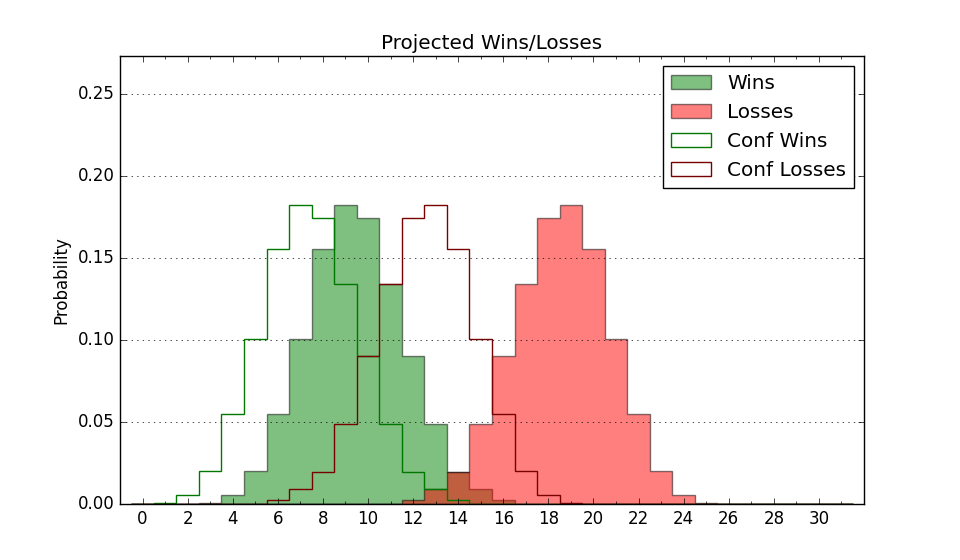 Projected Wins/Losses
Wins
Losses
Conf Wins
Conf Losses
Probability
0.25
0.20
0.15
0.10
0.05
0.00
0 2 4 6 8 10 12 14 16 18 20 22 24 26 28 30